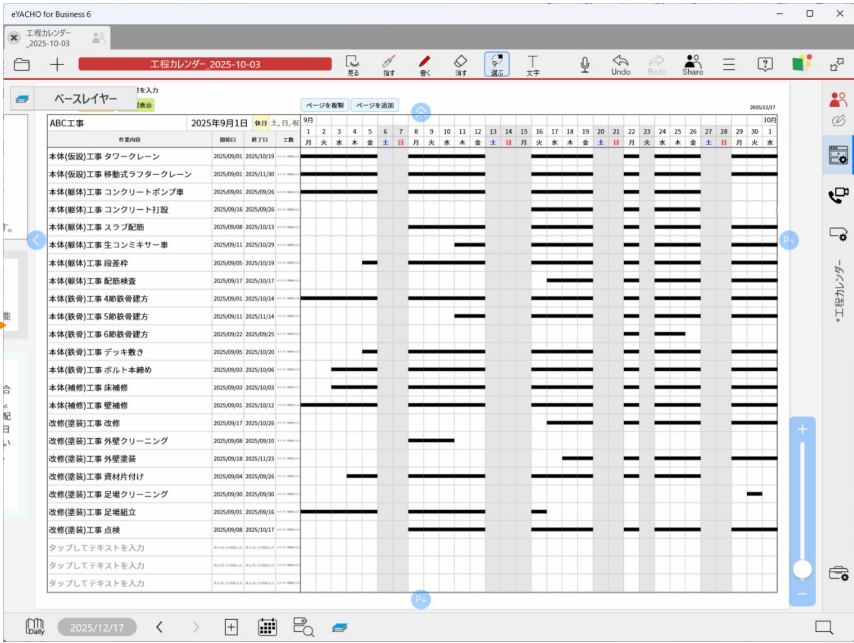 eYACHO for Business 6
工程カレンダー
_2025-10-03
工程カレンダー_2025-10-03
見る 指す 書く 消す 選ぶ 文字 Undo Redo Share
を入力
ベースレイヤー
表示
ページを複製 ページを追加
2025/12/17
ABC工事 2025年9月1日 休日 土, 日, 祝 9月 10月
1 2 3 4 5 6 7 8 9 10 11 12 13 14 15 16 17 18 19 20 21 22 23 24 25 26 27 28 29 30 1
作業内容 開始日 終了日 工数 月 火 水 木 金 土 日 月 火 水 木 金 土 日 月 火 水 木 金 土 日 月 火 水 木 金 土 日 月 火 水
本体(仮設)工事 タワークレーン 2025/09/01 2025/10/19
本体(仮設)工事 移動式ラフタークレーン 2025/09/01 2025/11/30
本体(躯体)工事 コンクリートポンプ車 2025/09/01 2025/09/26
本体(躯体)工事 コンクリート打設 2025/09/16 2025/09/26
本体(躯体)工事 スラブ配筋 2025/09/08 2025/10/13
本体(躯体)工事 生コンミキサー車 2025/09/11 2025/10/29
本体(躯体)工事 段差枠 2025/09/05 2025/10/19
本体(躯体)工事 配筋検査 2025/09/17 2025/10/17
本体(鉄骨)工事 4節鉄骨建方 2025/09/01 2025/10/14
本体(鉄骨)工事 5節鉄骨建方 2025/09/11 2025/11/14
本体(鉄骨)工事 6節鉄骨建方 2025/09/22 2025/09/25
本体(鉄骨)工事 デッキ敷き 2025/09/05 2025/10/20
本体(鉄骨)工事 ボルト本締め 2025/09/03 2025/10/06
本体(補修)工事 床補修 2025/09/03 2025/10/03
本体(補修)工事 壁補修 2025/09/01 2025/10/12
改修(塗装)工事 改修 2025/09/17 2025/10/26
改修(塗装)工事 外壁クリーニング 2025/09/08 2025/09/10
改修(塗装)工事 外壁塗装 2025/09/18 2025/11/23
改修(塗装)工事 資材片付け 2025/09/04 2025/09/26
改修(塗装)工事 足場クリーニング 2025/09/30 2025/09/30
改修(塗装)工事 足場組立 2025/09/01 2025/09/16
改修(塗装)工事 点検 2025/09/08 2025/10/17
タップしてテキストを入力
タップしてテキストを入力
タップしてテキストを入力
す。
能
合
配
日
い
P+
P+
*工程カレンダー
Daily 2025/12/17